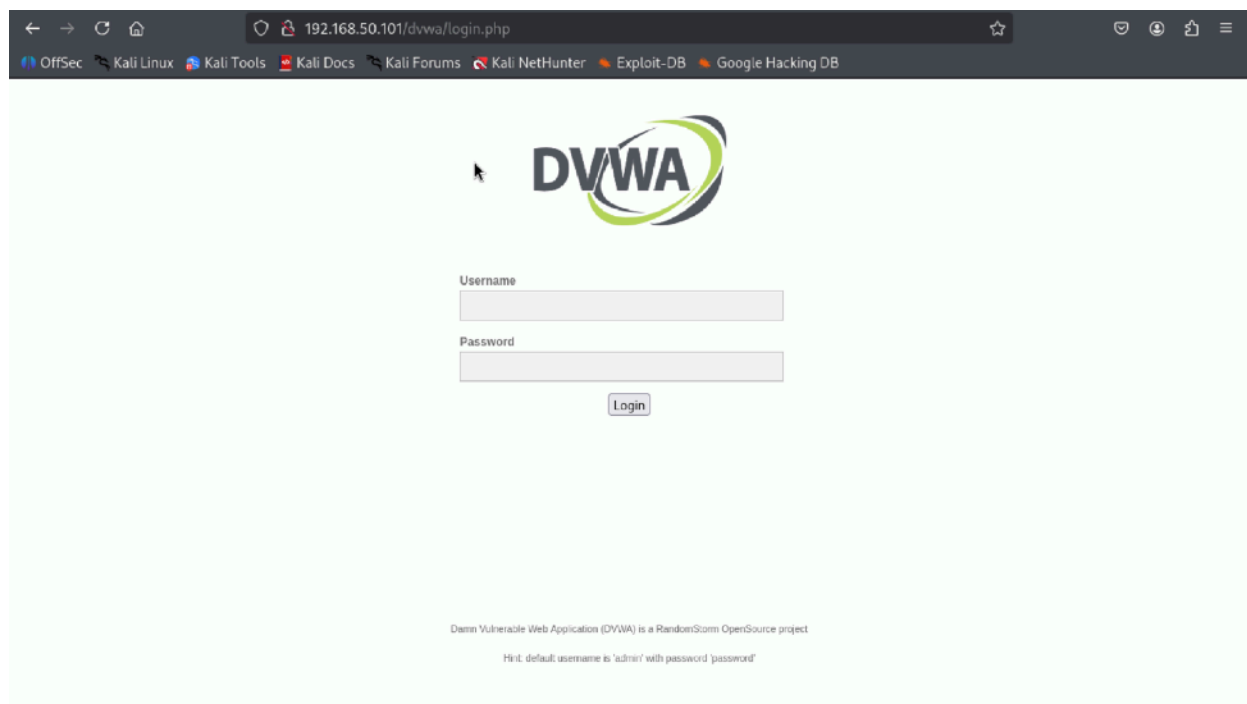 192.168.50.101/dvwa/login.php
OffSec Kali Linux Kali Tools Kali Docs Kali Forums Kali NetHunter Exploit-DB Google Hacking DB
DVWA
Username
Password
Login
Damn Vulnerable Web Application (DVWA) is a RandomStorm OpenSource project
Hint: default username is 'admin' with password 'password'